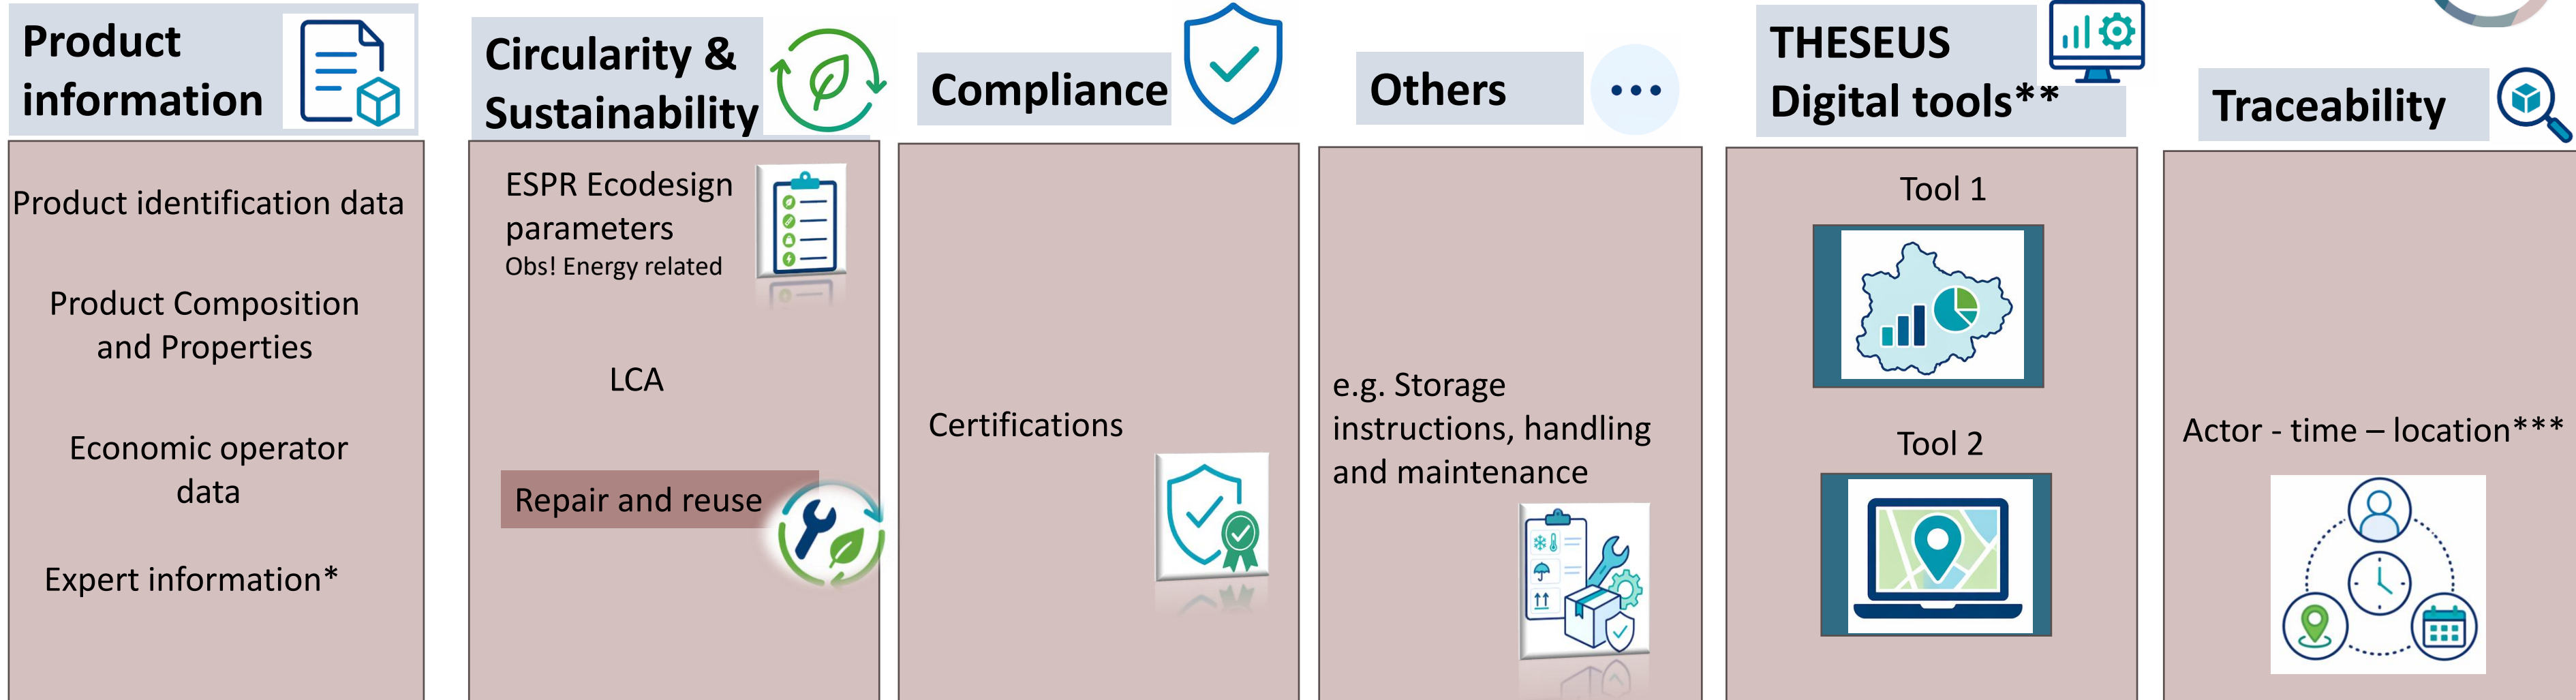 Product
information
Product identification data
Product Composition
and Properties
Economic operator
data
Expert information*
Circularity &
Sustainability
ESPR Ecodesign
parameters
Obs! Energy related
LCA
Repair and reuse
Compliance
Certifications
Others
e.g. Storage
instructions, handling
and maintenance
THESEUS
Digital tools**
Tool 1
Tool 2
Traceability
Actor - time – location***